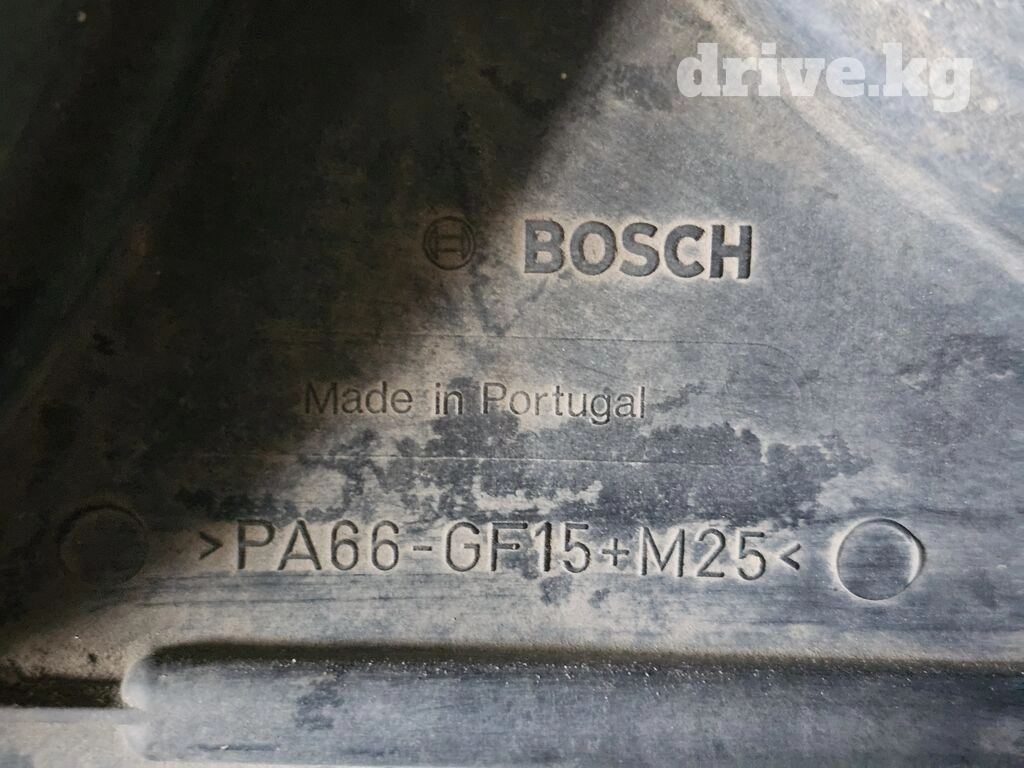 drive.kg
BOSCH
Made in Portugal
>PA66-GF15+M25<